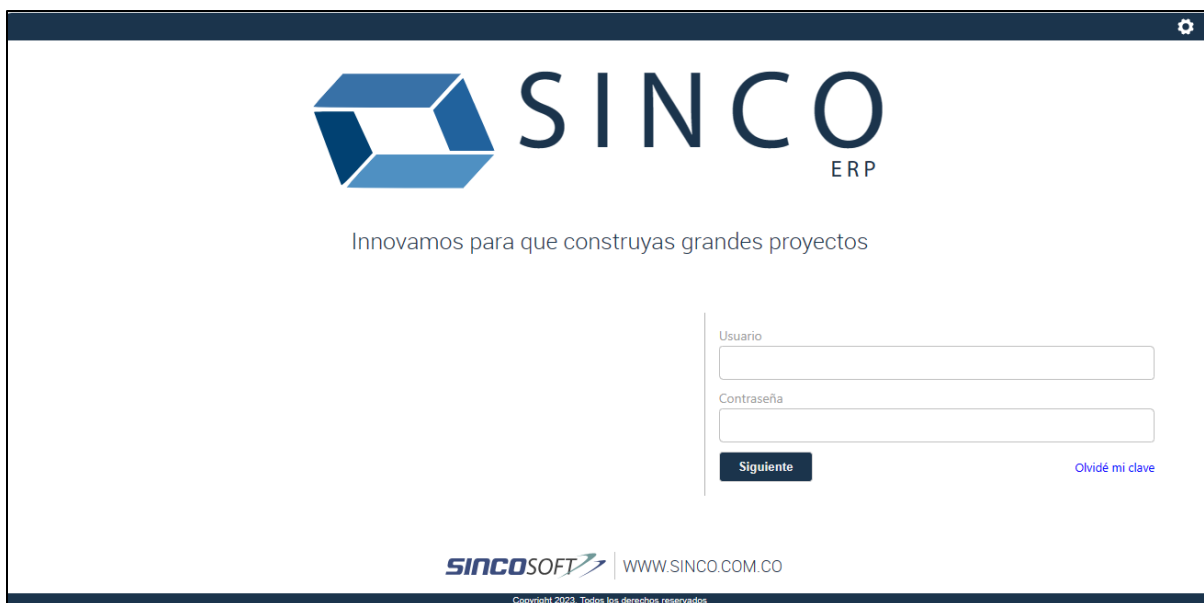 SINCO
ERP
Innovamos para que construyas grandes proyectos
Usuario
Contraseña
Siguiente
Olvidé mi clave
SINCOSOFT WWW.SINCO.COM.CO
Copyright 2023. Todos los derechos reservados